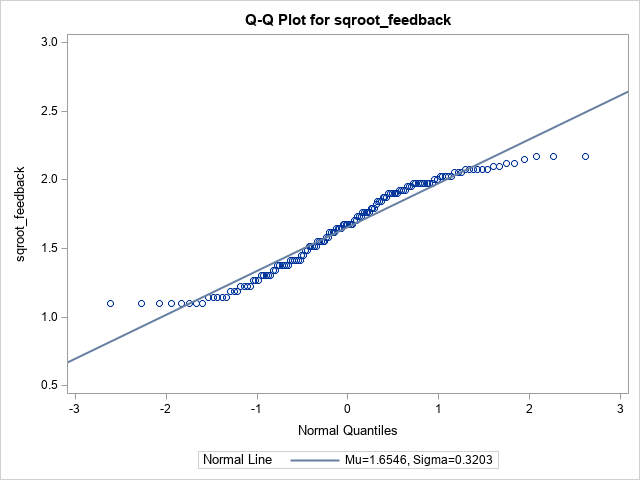 Q-Q Plot for sqroot_feedback
3.0
2.5
2.0
1.5
1.0
0.5
sqroot_feedback
-3 -2 -1 0 1 2 3
Normal Quantiles
Normal Line Mu=1.6546, Sigma=0.3203